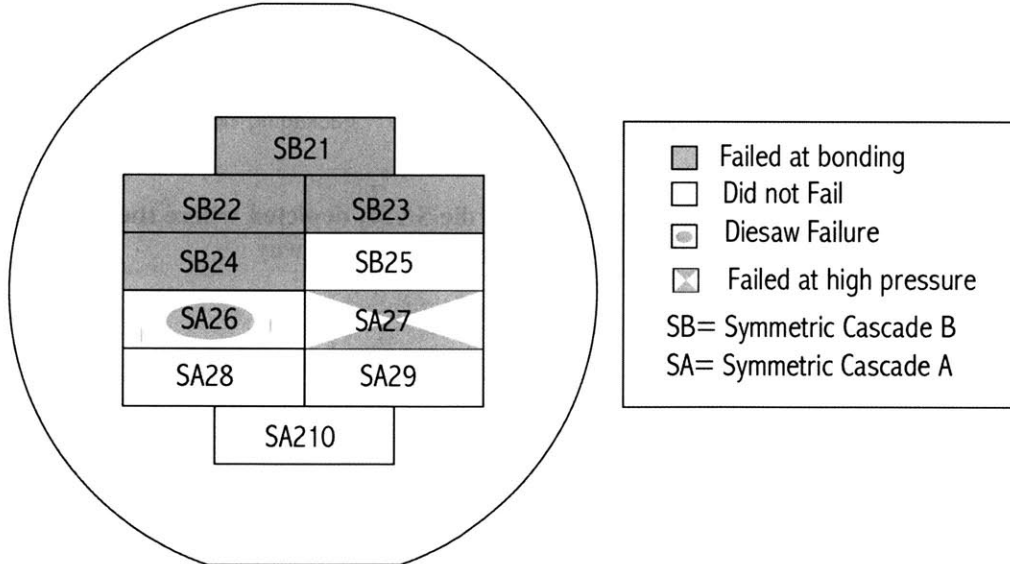 SB21
SB22 SB23
SB24 SB25
SA26 SA27
SA28 SA29
SA210
Failed at bonding
Did not Fail
Diesaw Failure
Failed at high pressure
SB= Symmetric Cascade B
SA= Symmetric Cascade A